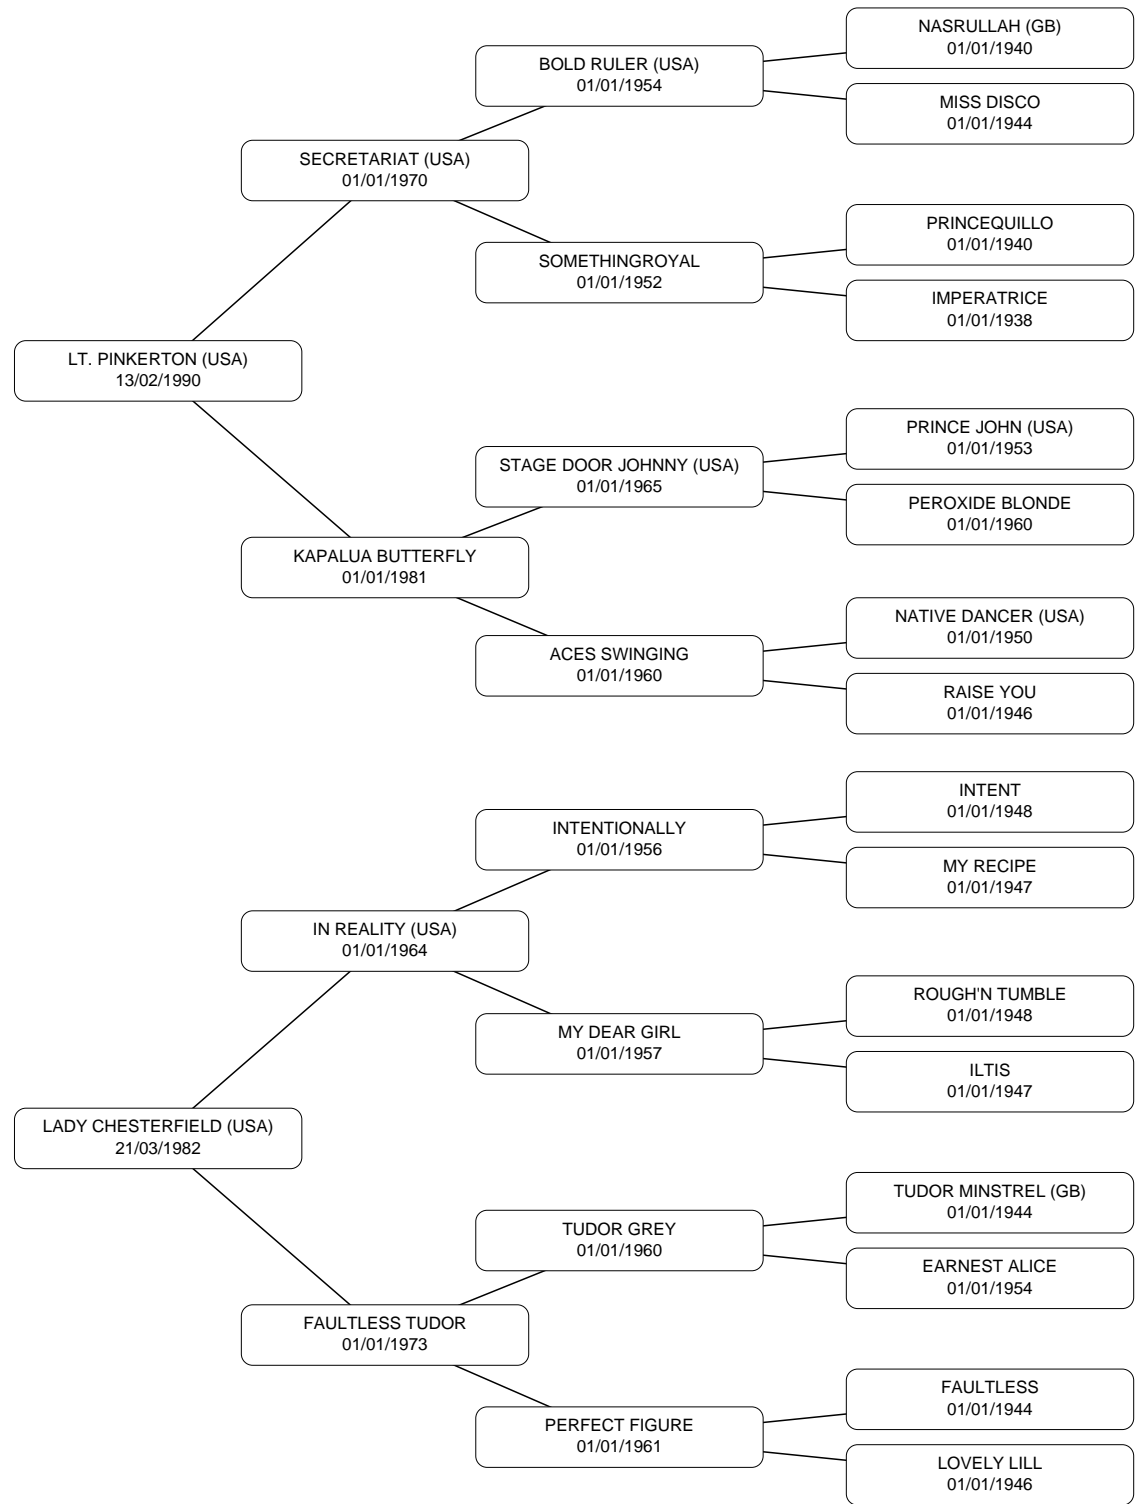 NASRULLAH (GB)
01/01/1940
BOLD RULER (USA)
01/01/1954
MISS DISCO
01/01/1944
SECRETARIAT (USA)
01/01/1970
PRINCEQUILLO
01/01/1940
SOMETHINGROYAL
01/01/1952
IMPERATRICE
01/01/1938
LT. PINKERTON (USA)
13/02/1990
PRINCE JOHN (USA)
01/01/1953
STAGE DOOR JOHNNY (USA)
01/01/1965
PEROXIDE BLONDE
01/01/1960
KAPALUA BUTTERFLY
01/01/1981
NATIVE DANCER (USA)
01/01/1950
ACES SWINGING
01/01/1960
RAISE YOU
01/01/1946
INTENT
01/01/1948
INTENTIONALLY
01/01/1956
MY RECIPE
01/01/1947
IN REALITY (USA)
01/01/1964
ROUGH'N TUMBLE
01/01/1948
MY DEAR GIRL
01/01/1957
ILTIS
01/01/1947
LADY CHESTERFIELD (USA)
21/03/1982
TUDOR MINSTREL (GB)
01/01/1944
TUDOR GREY
01/01/1960
EARNEST ALICE
01/01/1954
FAULTLESS TUDOR
01/01/1973
FAULTLESS
01/01/1944
PERFECT FIGURE
01/01/1961
LOVELY LILL
01/01/1946